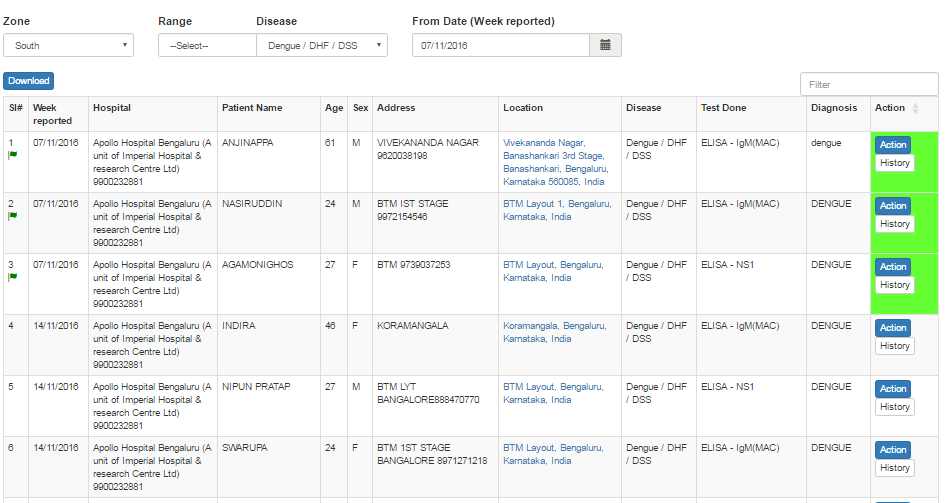 Zone Range Disease From Date (Week reported)
South --Select-- Dengue / DHF / DSS 07/11/2016
Download Filter
Sl# Week reported Hospital Patient Name Age Sex Address Location Disease Test Done Diagnosis Action
1 07/11/2016 Apollo Hospital Bengaluru (A ANJINAPPA 61 M VIVEKANANDA NAGAR Vivekananda Nagar, Dengue / DHF ELISA - IgM(MAC) dengue Action
unit of Imperial Hospital & 9620038198 Banashankari 3rd Stage, / DSS
research Centre Ltd) Banashankari, Bengaluru, History
9900232881 Karnataka 560085, India
2 07/11/2016 Apollo Hospital Bengaluru (A NASIRUDDIN 24 M BTM IST STAGE BTM Layout 1, Bengaluru, Dengue / DHF ELISA - IgM(MAC) DENGUE Action
unit of Imperial Hospital & 9972154546 Karnataka, India / DSS
research Centre Ltd) History
9900232881
3 07/11/2016 Apollo Hospital Bengaluru (A AGAMONIGHOS 27 F BTM 9739037253 BTM Layout, Bengaluru, Dengue / DHF ELISA - NS1 DENGUE Action
unit of Imperial Hospital & Karnataka, India / DSS
research Centre Ltd) History
9900232881
4 14/11/2016 Apollo Hospital Bengaluru (A INDIRA 46 F KORAMANGALA Koramangala, Bengaluru, Dengue / DHF ELISA - IgM(MAC) DENGUE Action
unit of Imperial Hospital & Karnataka, India / DSS
research Centre Ltd) History
9900232881
5 14/11/2016 Apollo Hospital Bengaluru (A NIPUN PRATAP 27 M BTM LYT BTM Layout, Bengaluru, Dengue / DHF ELISA - NS1 DENGUE Action
unit of Imperial Hospital & BANGALORE888470770 Karnataka, India / DSS
research Centre Ltd) History
9900232881
6 14/11/2016 Apollo Hospital Bengaluru (A SWARUPA 24 F BTM 1ST STAGE BTM Layout, Bengaluru, Dengue / DHF ELISA - IgM(MAC) DENGUE Action
unit of Imperial Hospital & BANGALORE 8971271218 Karnataka, India / DSS
research Centre Ltd) History
9900232881